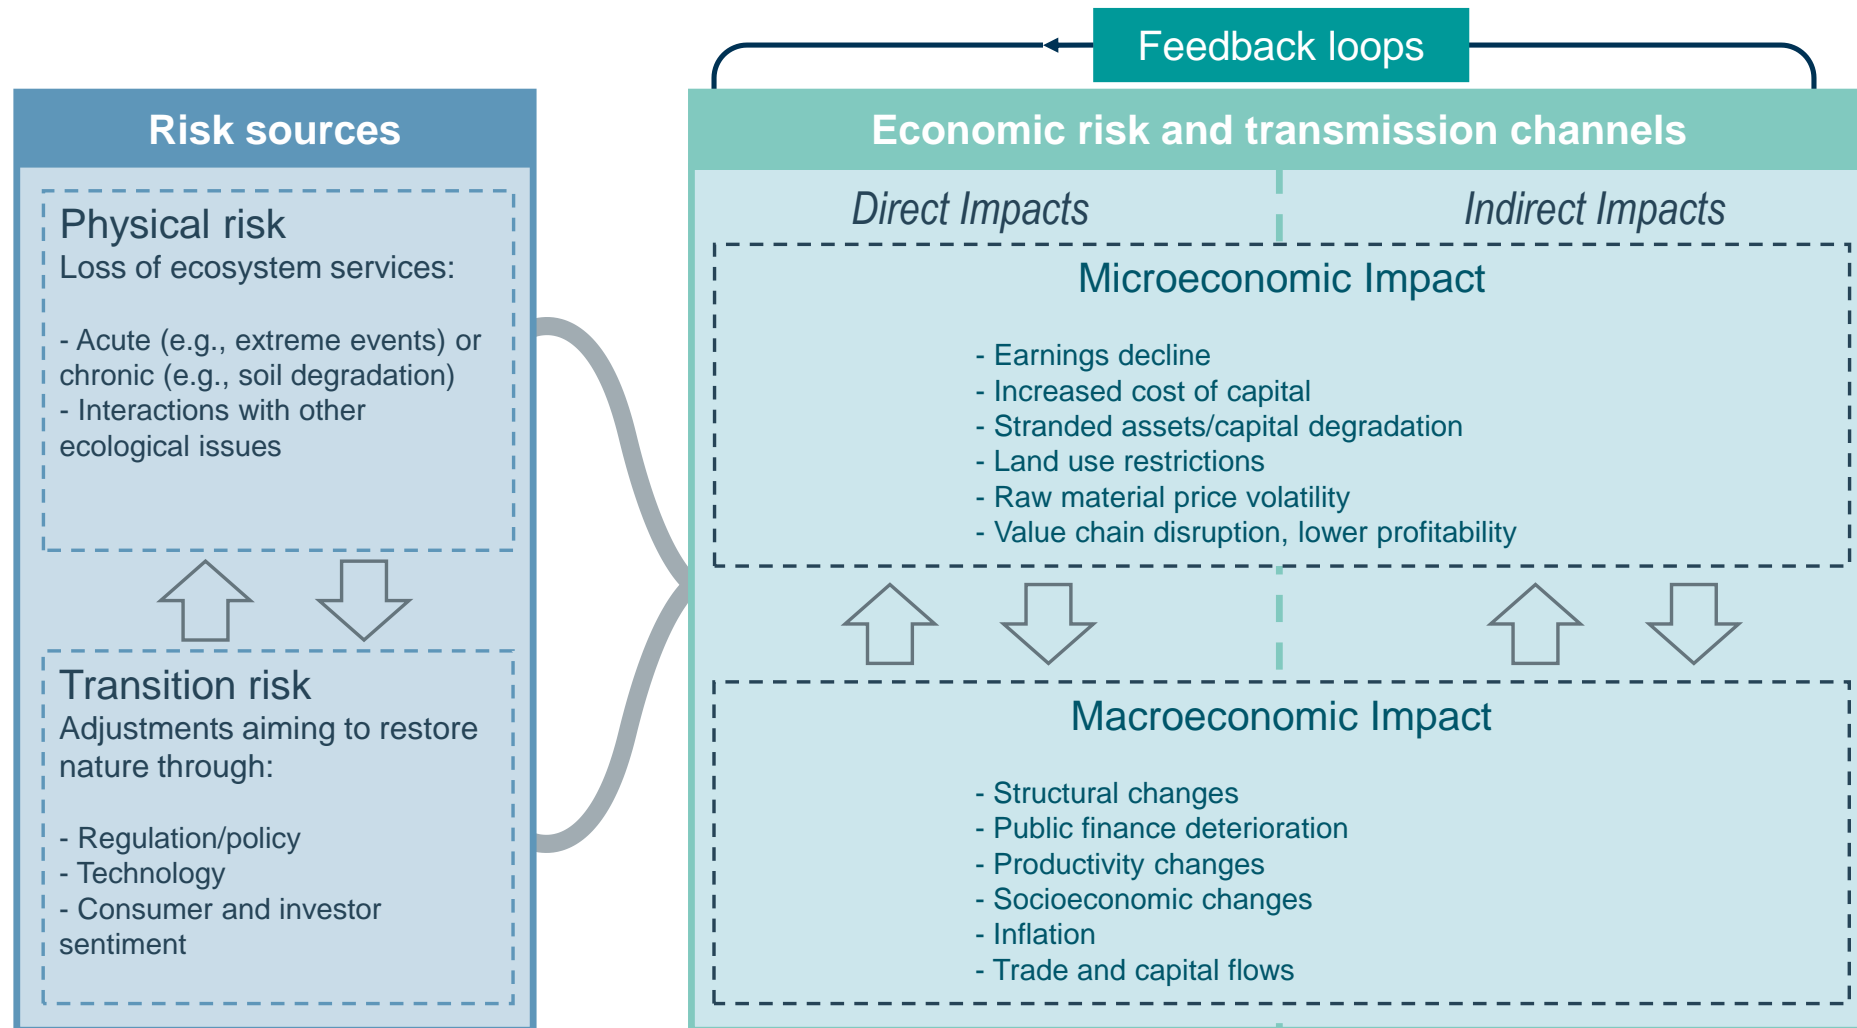 Feedback loops
Risk sources
Physical risk
Loss of ecosystem services:
- Acute (e.g., extreme events) or
chronic (e.g., soil degradation)
- Interactions with other
ecological issues
Transition risk
Adjustments aiming to restore
nature through:
- Regulation/policy
- Technology
- Consumer and investor
sentiment
Economic risk and transmission channels
Direct Impacts
Indirect Impacts
Microeconomic Impact
- Earnings decline
- Increased cost of capital
- Stranded assets/capital degradation
- Land use restrictions
- Raw material price volatility
- Value chain disruption, lower profitability
Macroeconomic Impact
- Structural changes
- Public finance deterioration
- Productivity changes
- Socioeconomic changes
- Inflation
- Trade and capital flows